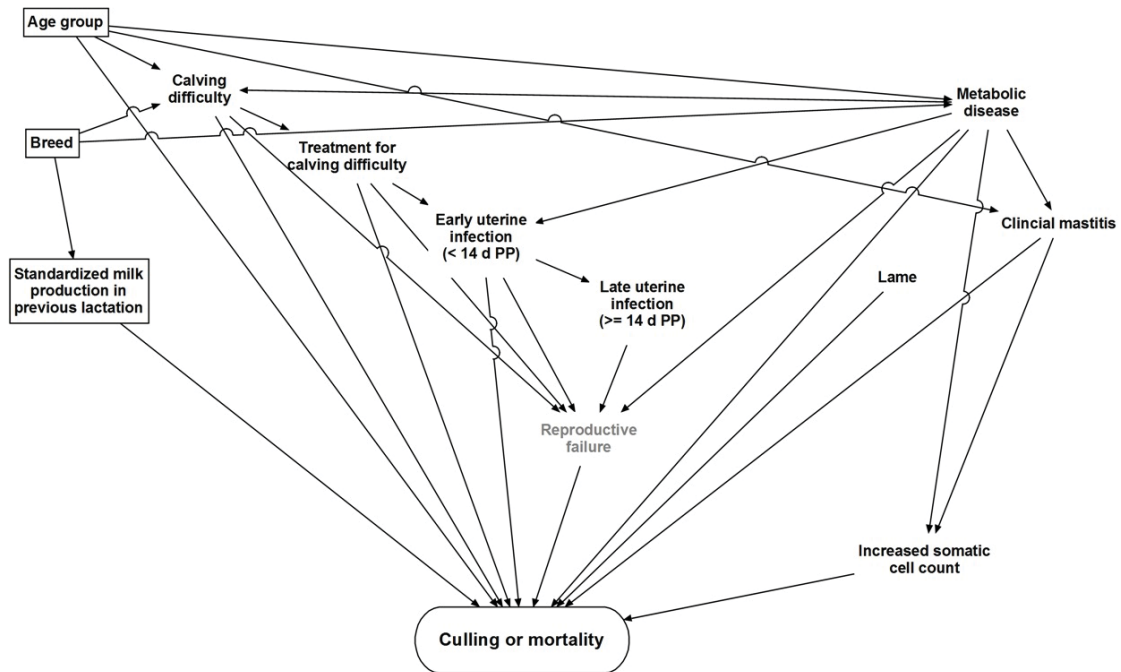 Age group
Calving
difficulty
Metabolic
disease
Breed
Treatment for
calving difficulty
Early uterine
infection
(< 14 d PP)
Clincial mastitis
Standardized milk
production in
previous lactation
Lame
Late uterine
infection
(>= 14 d PP)
Reproductive
failure
Increased somatic
cell count
Culling or mortality